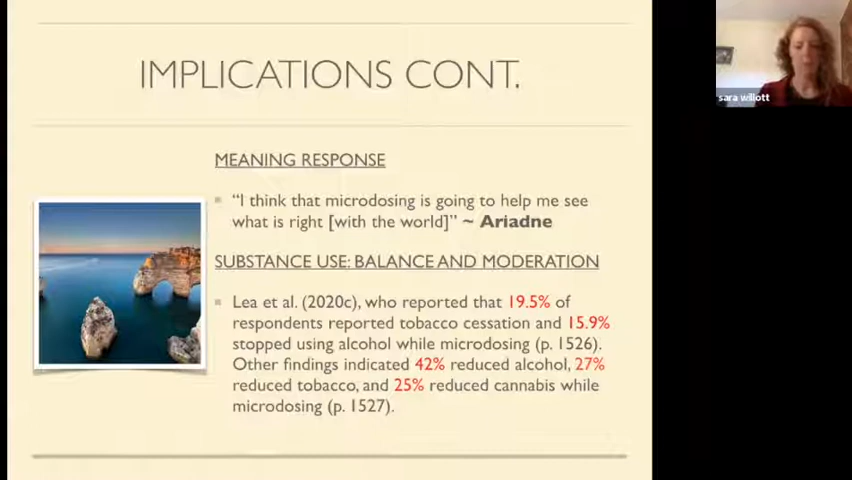 IMPLICATIONS CONT.
sara willott
MEANING RESPONSE
“I think that microdosing is going to help me see
what is right [with the world]” ~ Ariadne
SUBSTANCE USE: BALANCE AND MODERATION
Lea et al. (2020c), who reported that 19.5% of
respondents reported tobacco cessation and 15.9%
stopped using alcohol while microdosing (p. 1526).
Other findings indicated 42% reduced alcohol, 27%
reduced tobacco, and 25% reduced cannabis while
microdosing (p. 1527).